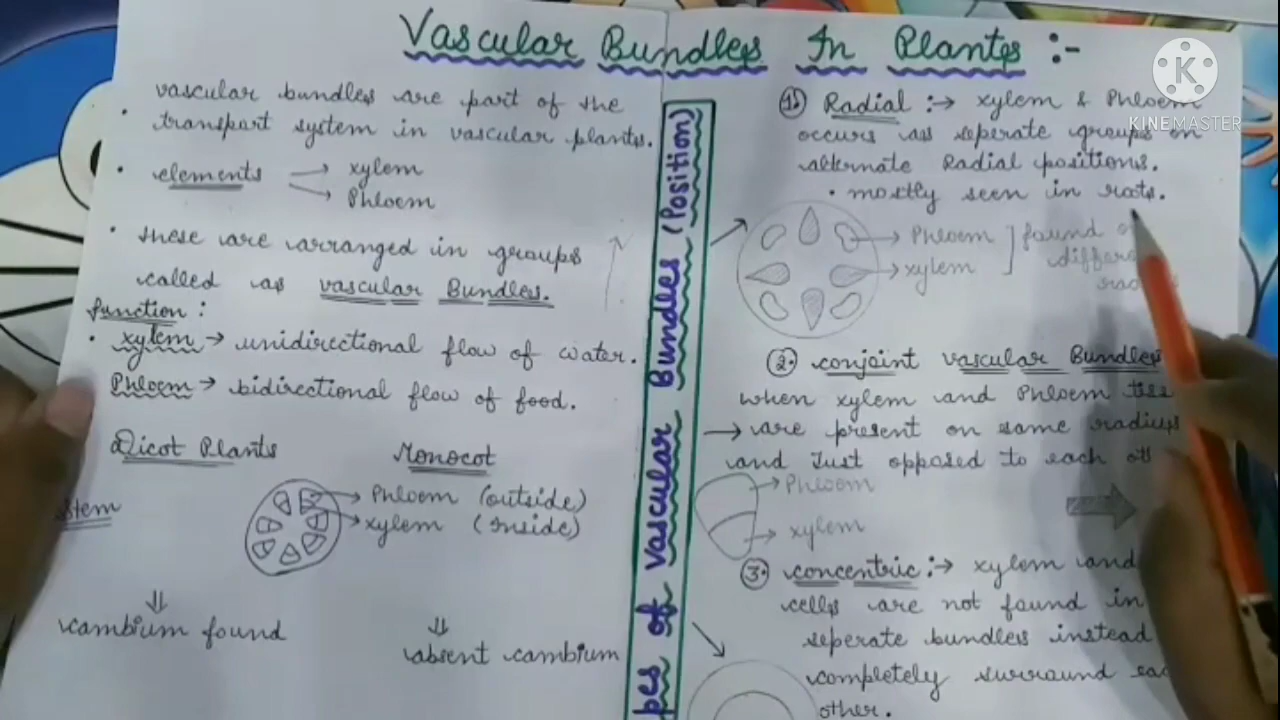 Vascular Bundles In Plants :-
vascular bundles are part of the
transport system in vascular plants.
elements → xylem
→ Phloem
these are arranged in groups
called as vascular Bundles.
function :
xylem → unidirectional flow of water.
Phloem → bidirectional flow of food.
Dicot Plants
Monocot
stem
Phloem (outside)
xylem (Inside)
⇓
cambium found
⇓
absent cambium
pes of vascular Bundles (Position)
1. Radial :→ xylem & Phloem
occurs as seperate groups on
alternate Radial positions.
• mostly seen in roots.
→ Phloem ] found
→ xylem
② conjoint vascular Bundles
when xylem and Phloem
→ are present on same radius
and Just opposed to each
→ Phloem
→ xylem
③ concentric :→ xylem and
cells are not found in
seperate bundles instead
completely surround
other.
K
KINEMASTER